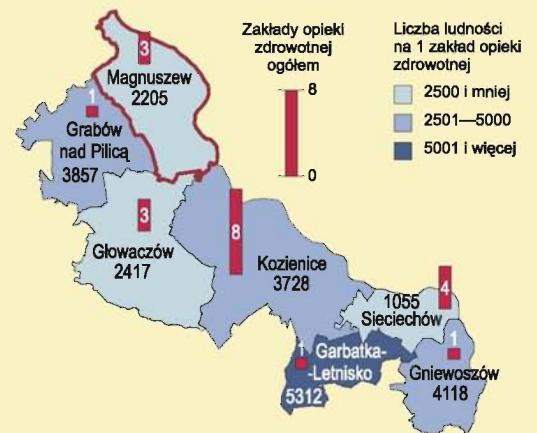 Zakłady opieki
zdrowotnej
ogółem
8
0
Liczba ludności
na 1 zakład opieki
zdrowotnej
2500 i mniej
2501—5000
5001 i więcej
3
Magnuszew
2205
1
Grabów
nad Pilicą
3857
3
Głowaczów
2417
8
Kozienice
3728
4
1055
Sieciechów
1
Garbatka-
-Letnisko
5312
1
Gniewoszów
4118